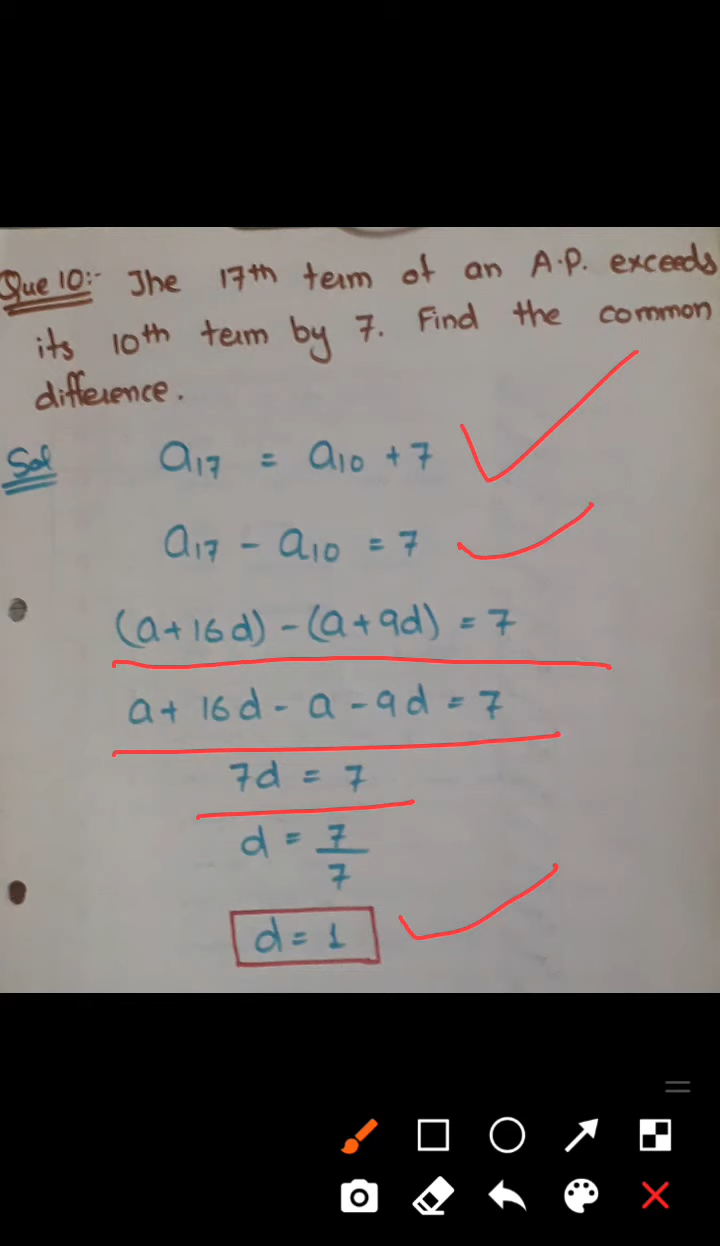 Que 10:- The 17th term of an A.P. exceeds
its 10th term by 7. Find the common
difference.
Sol a17 = a10 + 7
a17 - a10 = 7
(a + 16d) - (a + 9d) = 7
a + 16d - a - 9d = 7
7d = 7
d = 7/7
d = 1